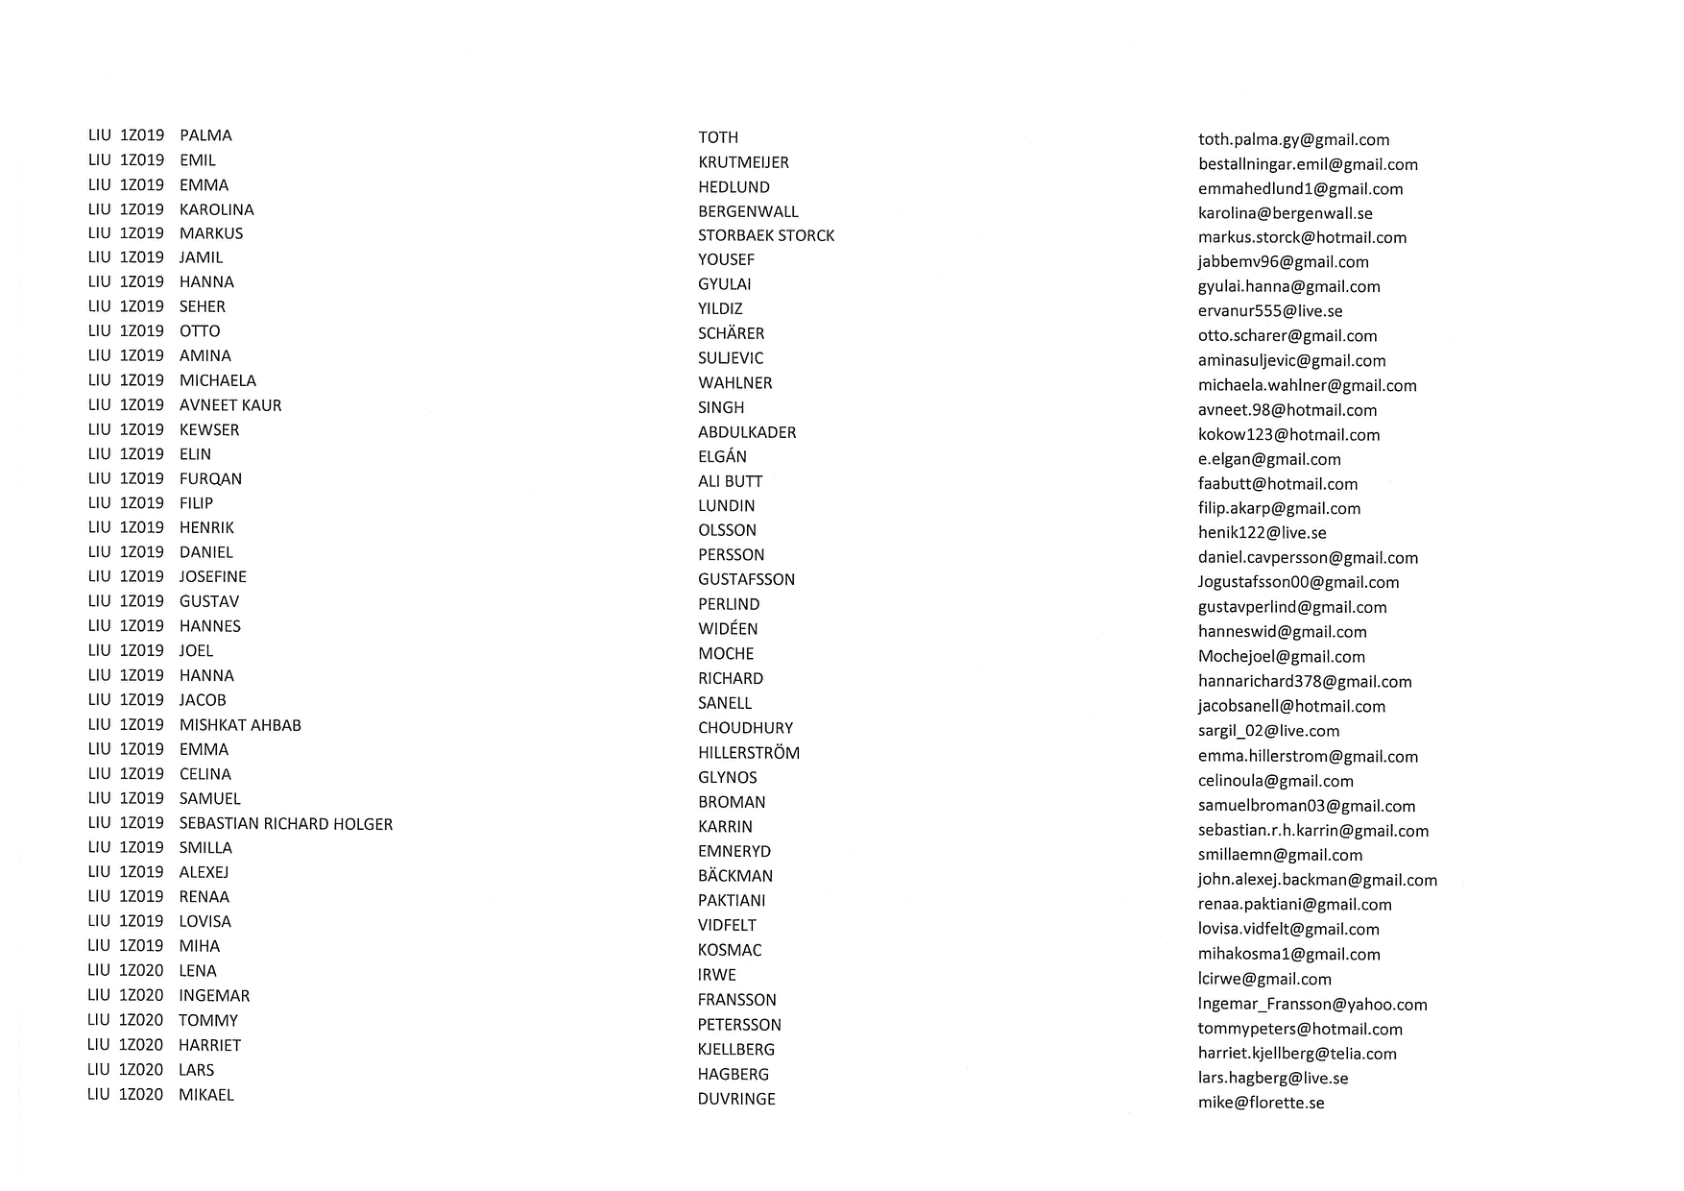 LIU 1Z019 PALMA TOTH toth.palma.gy@gmail.com
LIU 1Z019 EMIL KRUTMEIJER bestallningar.emil@gmail.com
LIU 1Z019 EMMA HEDLUND emmahedlund1@gmail.com
LIU 1Z019 KAROLINA BERGENWALL karolina@bergenwall.se
LIU 1Z019 MARKUS STORBAEK STORCK markus.storck@hotmail.com
LIU 1Z019 JAMIL YOUSEF jabbemv96@gmail.com
LIU 1Z019 HANNA GYULAI gyulai.hanna@gmail.com
LIU 1Z019 SEHER YILDIZ ervanur555@live.se
LIU 1Z019 OTTO SCHÄRER otto.scharer@gmail.com
LIU 1Z019 AMINA SULJEVIC aminasuljevic@gmail.com
LIU 1Z019 MICHAELA WAHLNER michaela.wahlner@gmail.com
LIU 1Z019 AVNEET KAUR SINGH avneet.98@hotmail.com
LIU 1Z019 KEWSER ABDULKADER kokow123@hotmail.com
LIU 1Z019 ELIN ELGÁN e.elgan@gmail.com
LIU 1Z019 FURQAN ALI BUTT faabutt@hotmail.com
LIU 1Z019 FILIP LUNDIN filip.akarp@gmail.com
LIU 1Z019 HENRIK OLSSON henik122@live.se
LIU 1Z019 DANIEL PERSSON daniel.cavpersson@gmail.com
LIU 1Z019 JOSEFINE GUSTAFSSON Jogustafsson00@gmail.com
LIU 1Z019 GUSTAV PERLIND gustavperlind@gmail.com
LIU 1Z019 HANNES WIDÉEN hanneswid@gmail.com
LIU 1Z019 JOEL MOCHE Mochejoel@gmail.com
LIU 1Z019 HANNA RICHARD hannarichard378@gmail.com
LIU 1Z019 JACOB SANELL jacobsanell@hotmail.com
LIU 1Z019 MISHKAT AHBAB CHOUDHURY sargil_02@live.com
LIU 1Z019 EMMA HILLERSTRÖM emma.hillerstrom@gmail.com
LIU 1Z019 CELINA GLYNOS celinoula@gmail.com
LIU 1Z019 SAMUEL BROMAN samuelbroman03@gmail.com
LIU 1Z019 SEBASTIAN RICHARD HOLGER KARRIN sebastian.r.h.karrin@gmail.com
LIU 1Z019 SMILLA EMNERYD smillaemn@gmail.com
LIU 1Z019 ALEXEJ BÄCKMAN john.alexej.backman@gmail.com
LIU 1Z019 RENAA PAKTIANI renaa.paktiani@gmail.com
LIU 1Z019 LOVISA VIDFELT lovisa.vidfelt@gmail.com
LIU 1Z019 MIHA KOSMAC mihakosma1@gmail.com
LIU 1Z020 LENA IRWE lcirwe@gmail.com
LIU 1Z020 INGEMAR FRANSSON Ingemar_Fransson@yahoo.com
LIU 1Z020 TOMMY PETERSSON tommypeters@hotmail.com
LIU 1Z020 HARRIET KJELLBERG harriet.kjellberg@telia.com
LIU 1Z020 LARS HAGBERG lars.hagberg@live.se
LIU 1Z020 MIKAEL DUVRINGE mike@florette.se